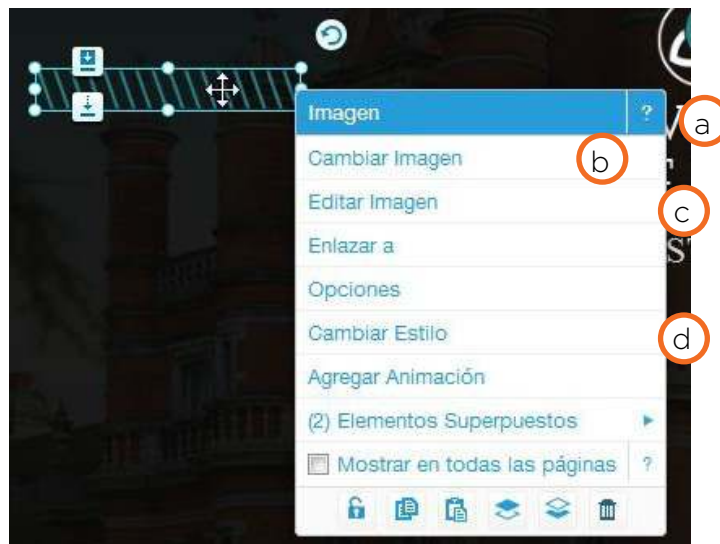 Imagen ? a
Cambiar Imagen b
Editar Imagen c
Enlazar a
Opciones
Cambiar Estilo d
Agregar Animación
(2) Elementos Superpuestos
Mostrar en todas las páginas ?